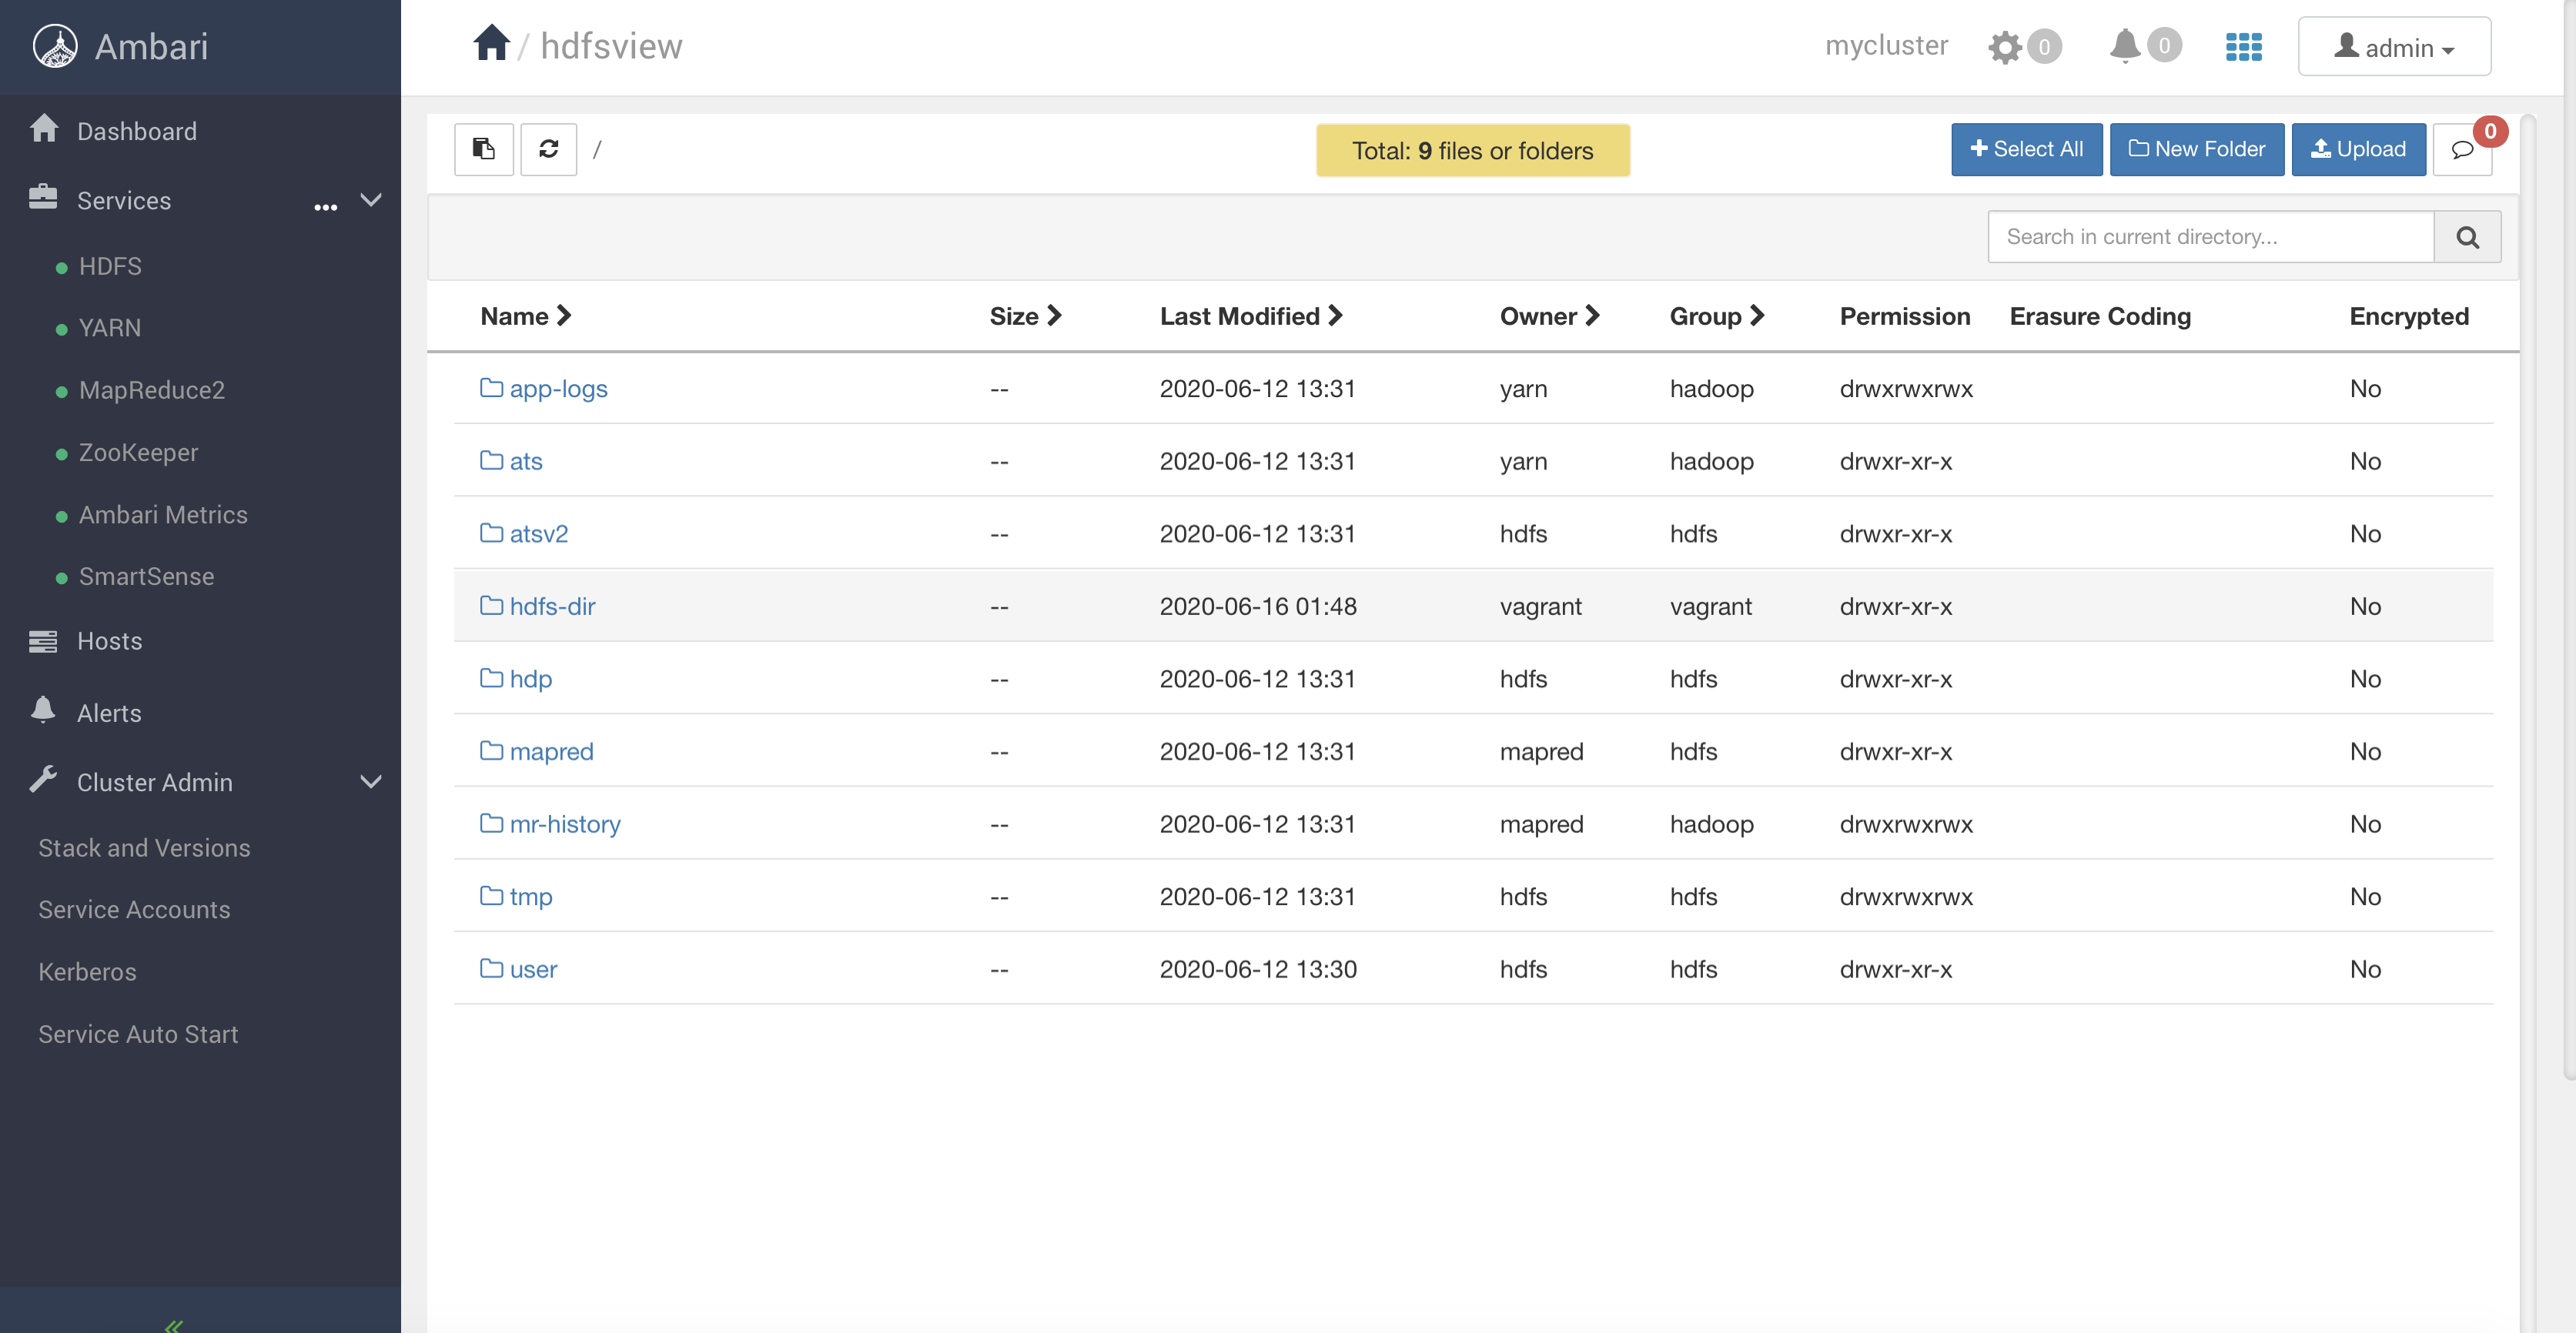 Ambari
/ hdfsview
mycluster 0 0 admin
Dashboard
Services ...
HDFS
YARN
MapReduce2
ZooKeeper
Ambari Metrics
SmartSense
Hosts
Alerts
Cluster Admin
Stack and Versions
Service Accounts
Kerberos
Service Auto Start
/ Total: 9 files or folders Select All New Folder Upload 0
Search in current directory...
Name Size Last Modified Owner Group Permission Erasure Coding Encrypted
app-logs -- 2020-06-12 13:31 yarn hadoop drwxrwxrwx No
ats -- 2020-06-12 13:31 yarn hadoop drwxr-xr-x No
atsv2 -- 2020-06-12 13:31 hdfs hdfs drwxr-xr-x No
hdfs-dir -- 2020-06-16 01:48 vagrant vagrant drwxr-xr-x No
hdp -- 2020-06-12 13:31 hdfs hdfs drwxr-xr-x No
mapred -- 2020-06-12 13:31 mapred hdfs drwxr-xr-x No
mr-history -- 2020-06-12 13:31 mapred hadoop drwxrwxrwx No
tmp -- 2020-06-12 13:31 hdfs hdfs drwxrwxrwx No
user -- 2020-06-12 13:30 hdfs hdfs drwxr-xr-x No